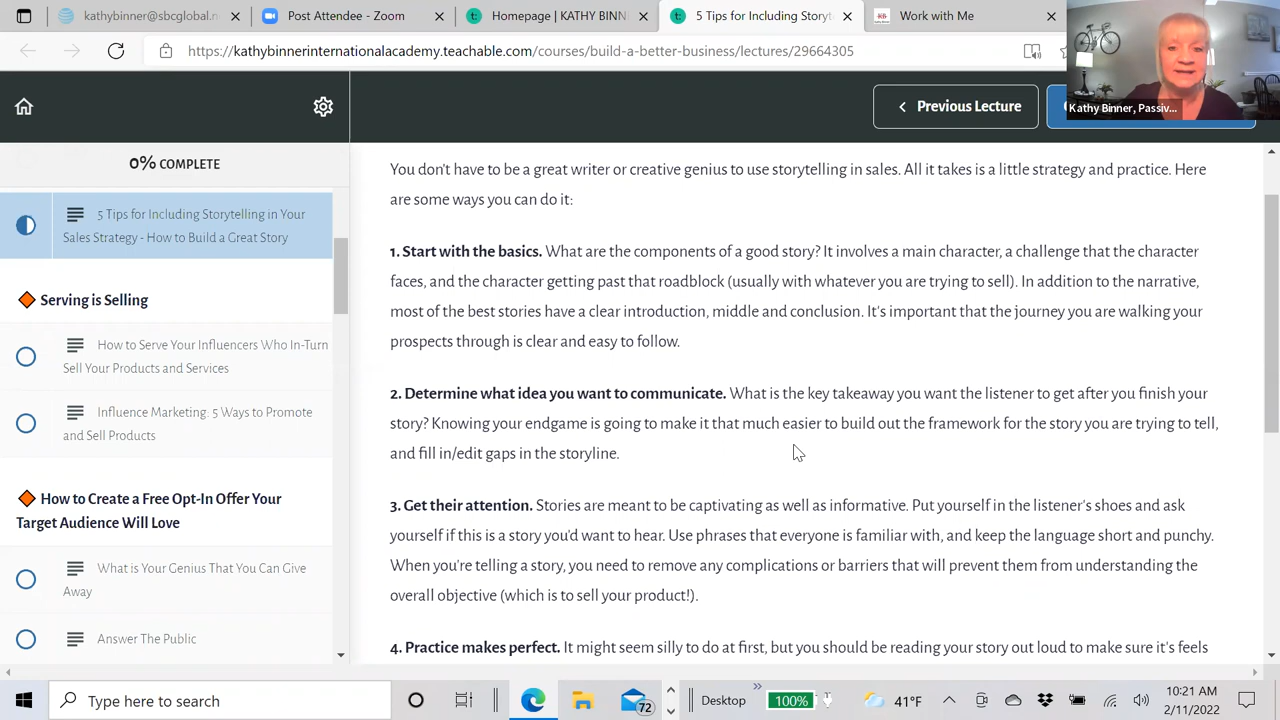 kathybinner@sbcglobal.n
Post Attendee - Zoom
Homepage | KATHY BINN
5 Tips for Including Storyt
Work with Me
https://kathybinnerinternationalacademy.teachable.com/courses/build-a-better-business/lectures/29664305
Kathy Binner, Passiv...
Previous Lecture
0% COMPLETE
5 Tips for Including Storytelling in Your
Sales Strategy - How to Build a Great Story
Serving is Selling
How to Serve Your Influencers Who In-Turn
Sell Your Products and Services
Influence Marketing: 5 Ways to Promote
and Sell Products
How to Create a Free Opt-In Offer Your
Target Audience Will Love
What is Your Genius That You Can Give
Away
Answer The Public
You don't have to be a great writer or creative genius to use storytelling in sales. All it takes is a little strategy and practice. Here
are some ways you can do it:
1. Start with the basics. What are the components of a good story? It involves a main character, a challenge that the character
faces, and the character getting past that roadblock (usually with whatever you are trying to sell). In addition to the narrative,
most of the best stories have a clear introduction, middle and conclusion. It's important that the journey you are walking your
prospects through is clear and easy to follow.
2. Determine what idea you want to communicate. What is the key takeaway you want the listener to get after you finish your
story? Knowing your endgame is going to make it that much easier to build out the framework for the story you are trying to tell,
and fill in/edit gaps in the storyline.
3. Get their attention. Stories are meant to be captivating as well as informative. Put yourself in the listener's shoes and ask
yourself if this is a story you'd want to hear. Use phrases that everyone is familiar with, and keep the language short and punchy.
When you're telling a story, you need to remove any complications or barriers that will prevent them from understanding the
overall objective (which is to sell your product!).
4. Practice makes perfect. It might seem silly to do at first, but you should be reading your story out loud to make sure it's feels
Type here to search
72
Desktop
100%
41°F
10:21 AM
2/11/2022